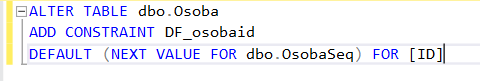 ALTER TABLE dbo.Osoba
ADD CONSTRAINT DF_osobaid
DEFAULT (NEXT VALUE FOR dbo.OsobaSeq) FOR [ID]